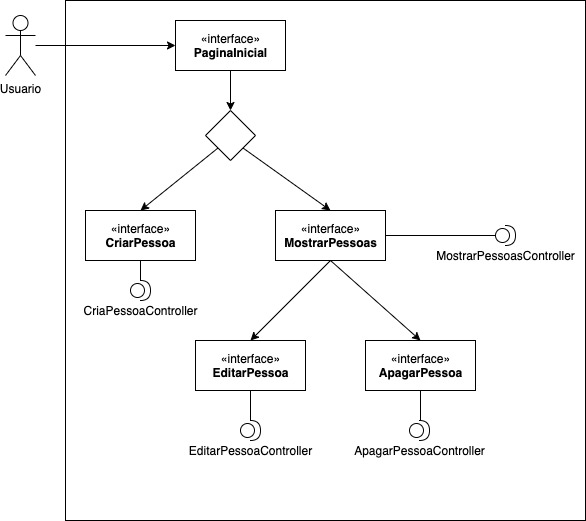 «interface»
PaginaInicial
Usuario
«interface»
CriarPessoa
«interface»
MostrarPessoas
MostrarPessoasController
CriaPessoaController
«interface»
EditarPessoa
«interface»
ApagarPessoa
EditarPessoaController
ApagarPessoaController